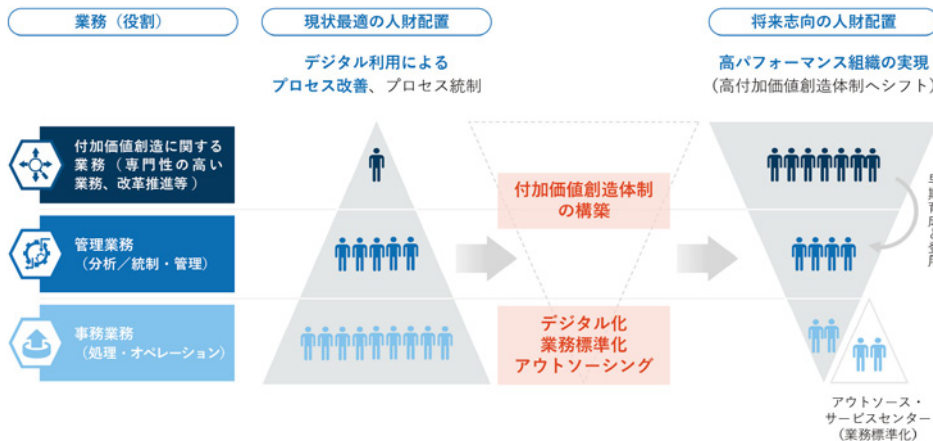 業務（役割）
現状最適の人財配置
将来志向の人財配置
デジタル利用による
プロセス改善、プロセス統制
高パフォーマンス組織の実現
(高付加価値創造体制へシフト)
付加価値創造に関する
業務（専門性の高い
業務、改革推進等）
管理業務
（分析／統制・管理）
事務業務
（処理・オペレーション）
付加価値創造体制
の構築
デジタル化
業務標準化
アウトソーシング
早期育成と登用
アウトソース・
サービスセンター
(業務標準化)